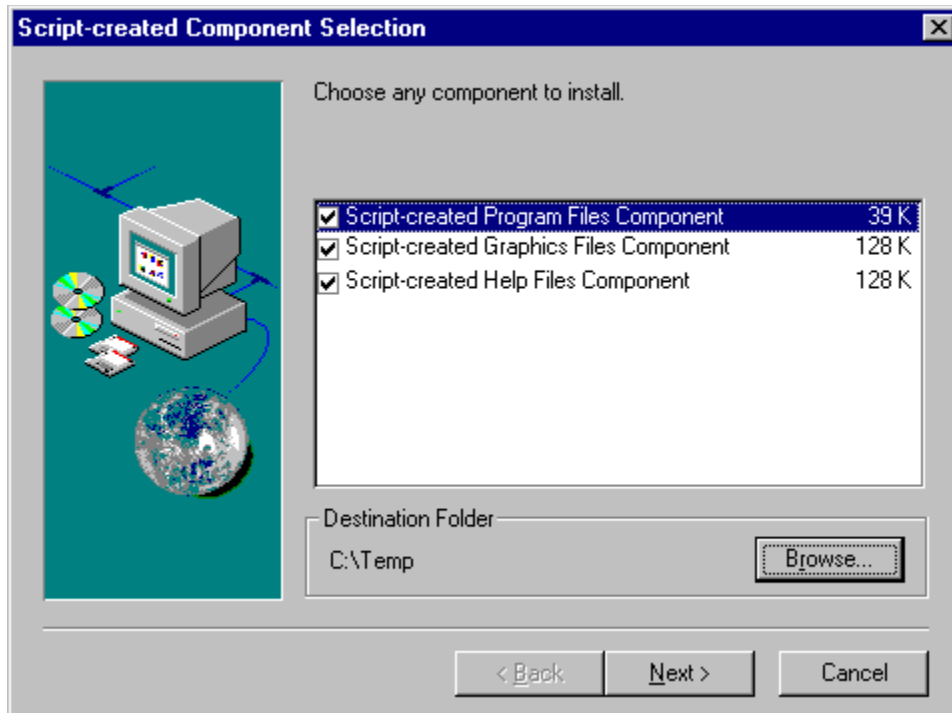 Script-created Component Selection
Choose any component to install.
Script-created Program Files Component 39 K
Script-created Graphics Files Component 128 K
Script-created Help Files Component 128 K
Destination Folder
C:\Temp
Browse...
< Back
Next >
Cancel